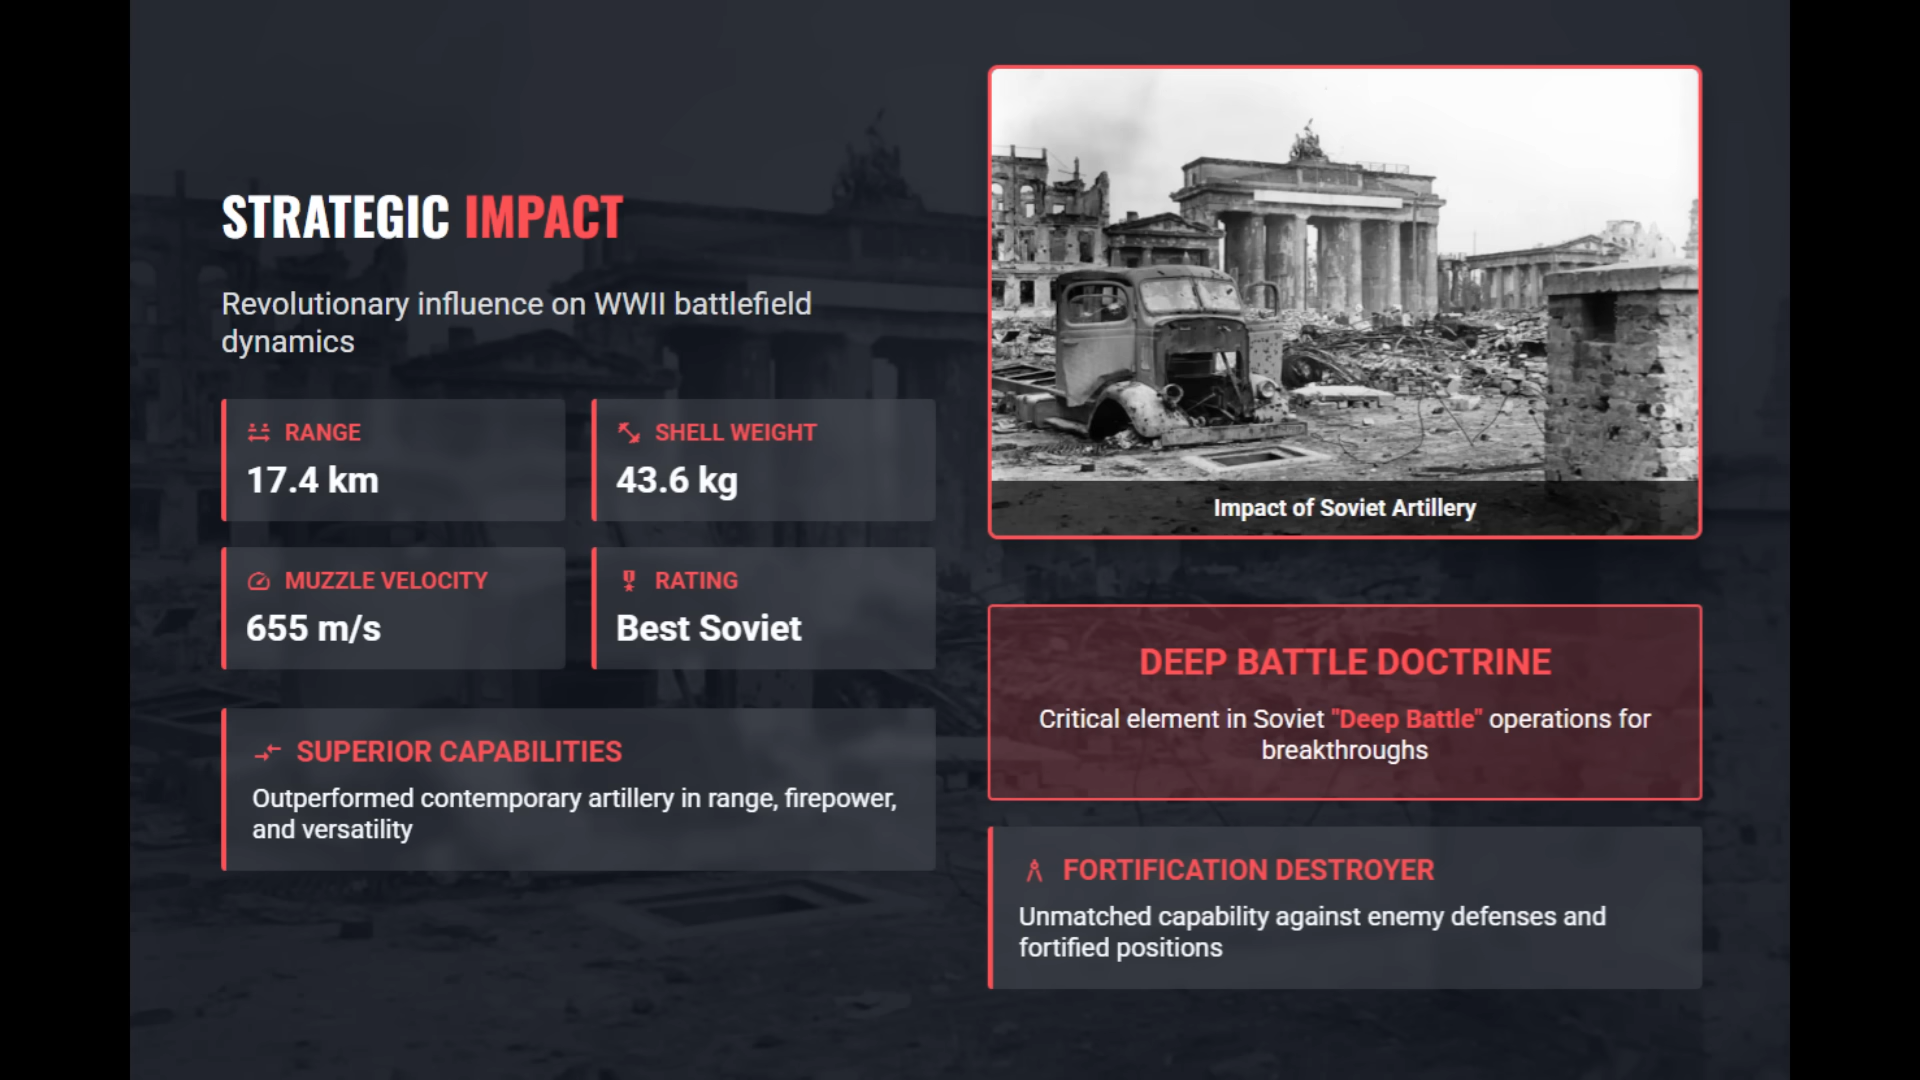 STRATEGIC IMPACT
Revolutionary influence on WWII battlefield
dynamics
RANGE
17.4 km
SHELL WEIGHT
43.6 kg
MUZZLE VELOCITY
655 m/s
RATING
Best Soviet
SUPERIOR CAPABILITIES
Outperformed contemporary artillery in range, firepower,
and versatility
Impact of Soviet Artillery
DEEP BATTLE DOCTRINE
Critical element in Soviet "Deep Battle" operations for
breakthroughs
FORTIFICATION DESTROYER
Unmatched capability against enemy defenses and
fortified positions